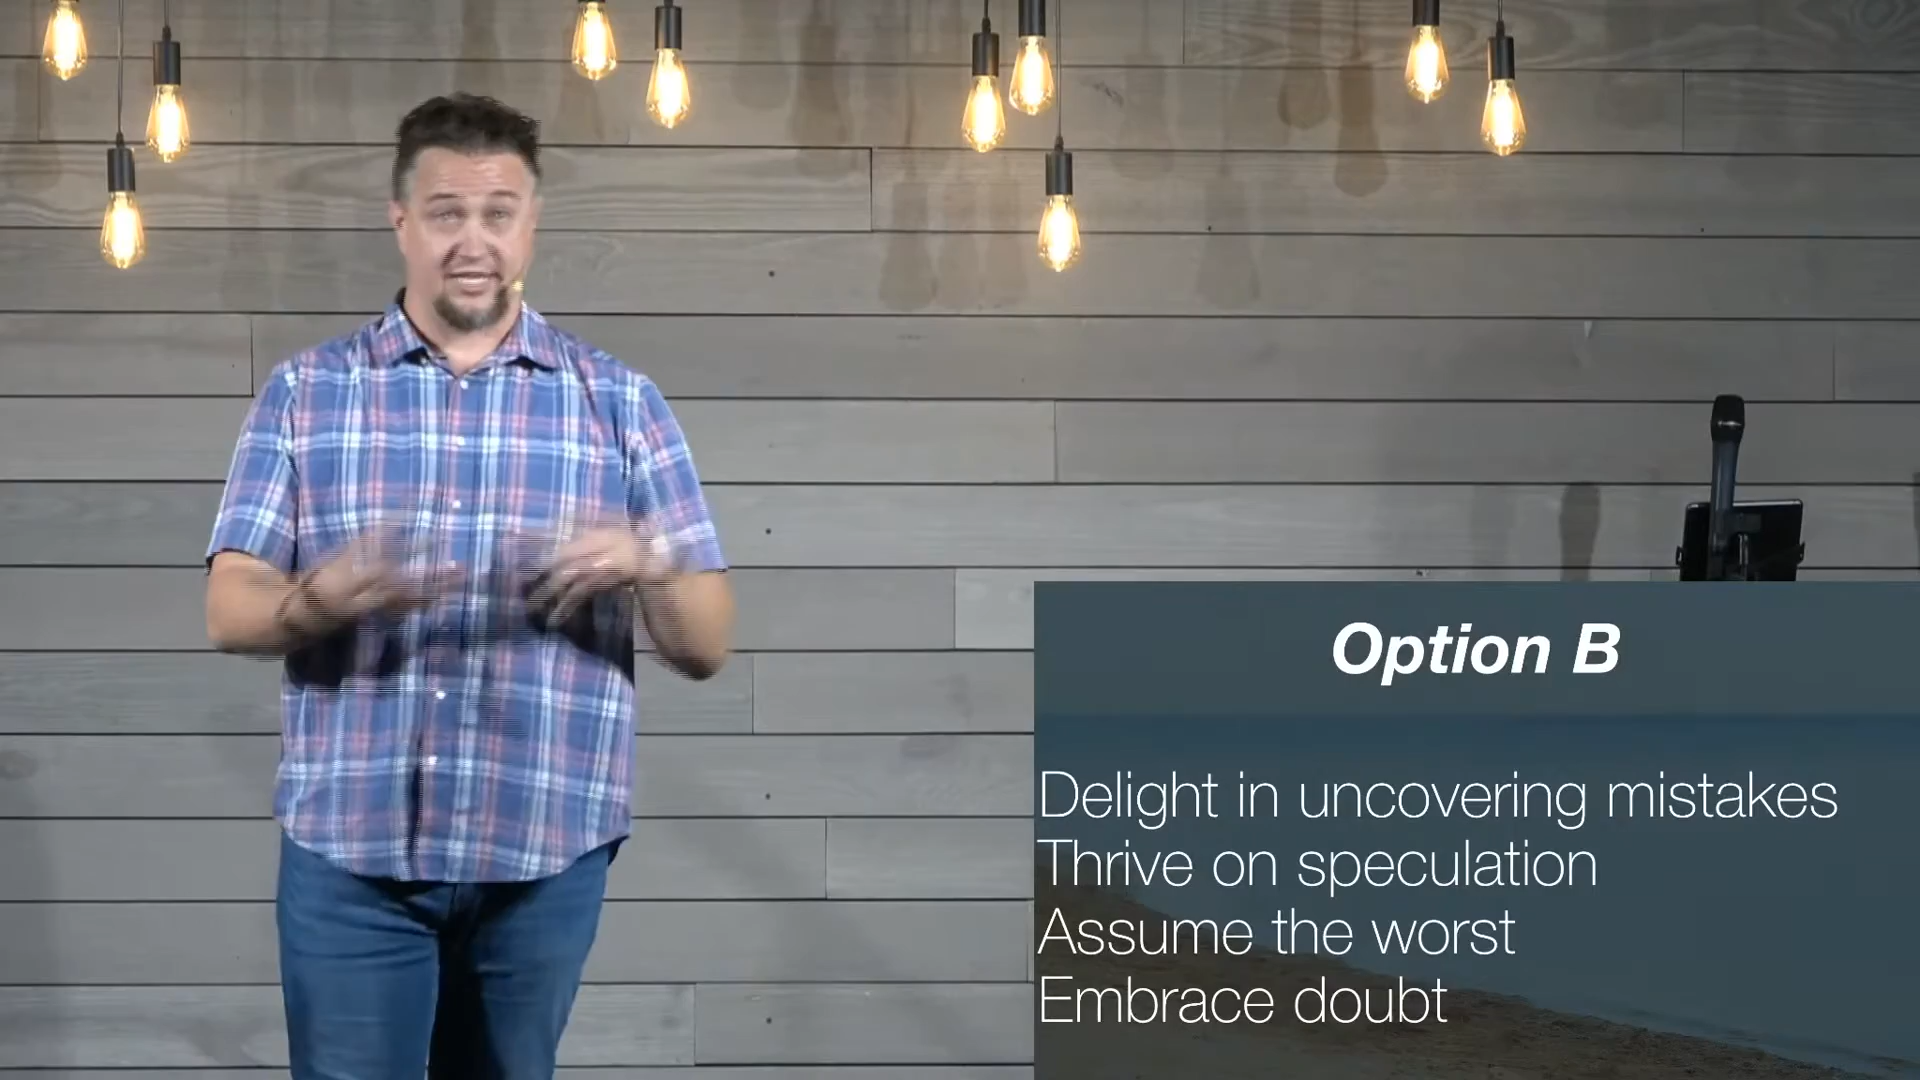 Option B
Delight in uncovering mistakes
Thrive on speculation
Assume the worst
Embrace doubt